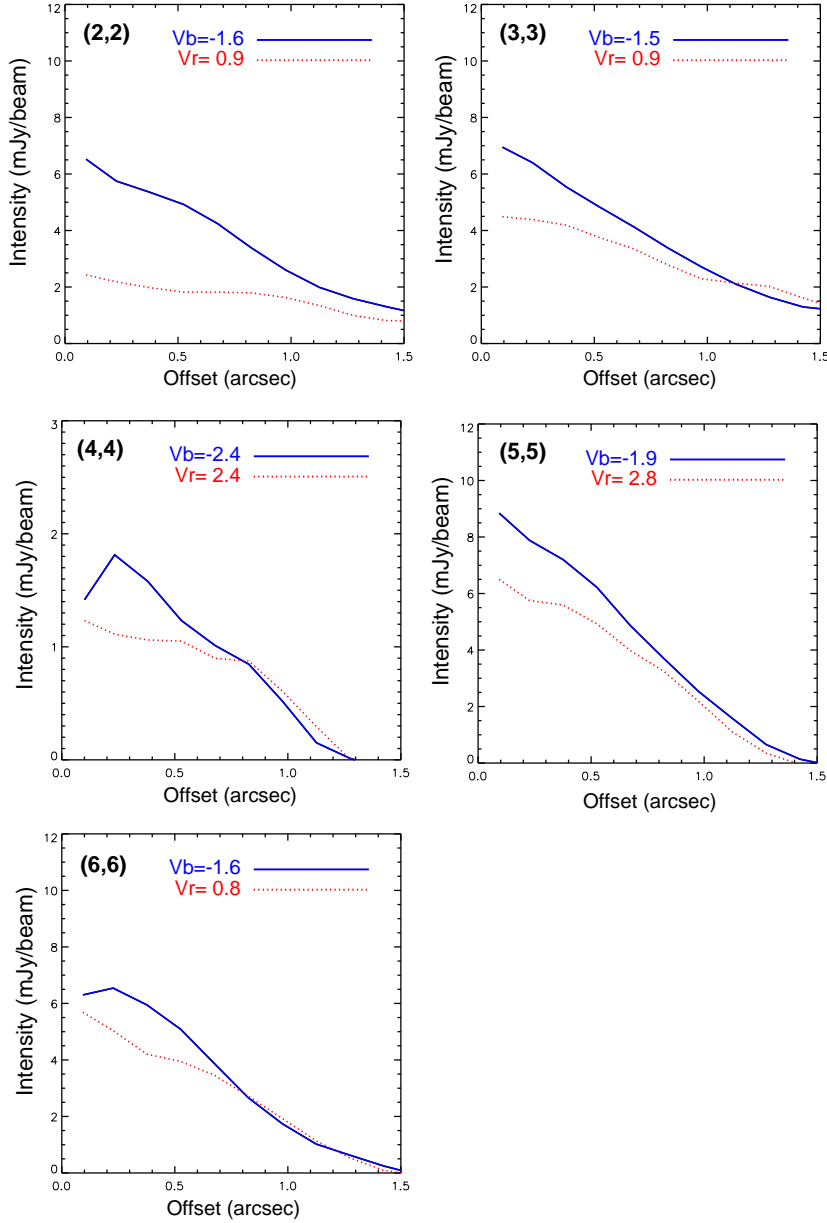 (2,2)
Vb=-1.6
Vr= 0.9
12
10
8
6
4
2
0
0.0 0.5 1.0 1.5
Intensity (mJy/beam)
Offset (arcsec)
(3,3)
Vb=-1.5
Vr= 0.9
12
10
8
6
4
2
0
0.0 0.5 1.0 1.5
Intensity (mJy/beam)
Offset (arcsec)
(4,4)
Vb=-2.4
Vr= 2.4
3
2
1
0
0.0 0.5 1.0 1.5
Intensity (mJy/beam)
Offset (arcsec)
(5,5)
Vb=-1.9
Vr= 2.8
12
10
8
6
4
2
0
0.0 0.5 1.0 1.5
Intensity (mJy/beam)
Offset (arcsec)
(6,6)
Vb=-1.6
Vr= 0.8
12
10
8
6
4
2
0
0.0 0.5 1.0 1.5
Intensity (mJy/beam)
Offset (arcsec)